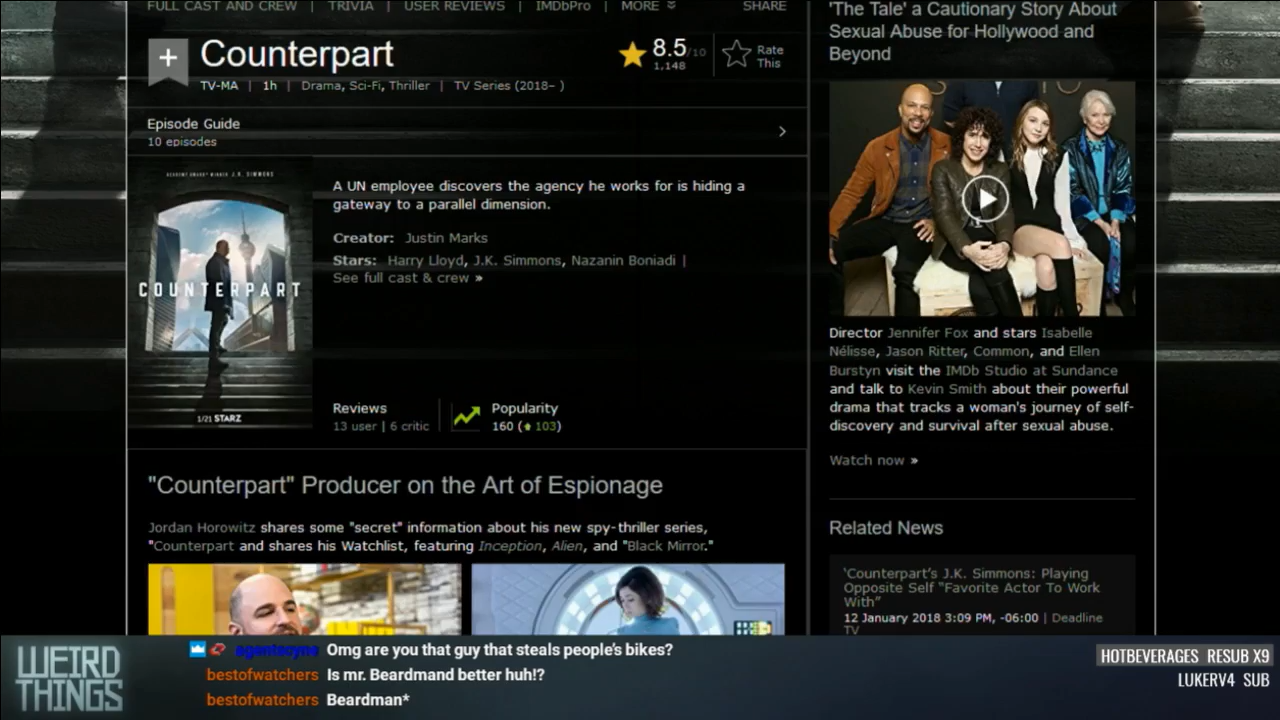 FULL CAST AND CREW | TRIVIA | USER REVIEWS | IMDbPro | MORE SHARE
Counterpart
8.5/10
1,148
Rate
This
TV-MA | 1h | Drama, Sci-Fi, Thriller | TV Series (2018– )
Episode Guide
10 episodes
ACADEMY AWARD WINNER J.K. SIMMONS
COUNTERPART
1/21 STARZ
A UN employee discovers the agency he works for is hiding a
gateway to a parallel dimension.
Creator: Justin Marks
Stars: Harry Lloyd, J.K. Simmons, Nazanin Boniadi |
See full cast & crew »
Reviews
13 user | 6 critic
Popularity
160 (103)
"Counterpart" Producer on the Art of Espionage
Jordan Horowitz shares some "secret" information about his new spy-thriller series,
"Counterpart and shares his Watchlist, featuring Inception, Alien, and "Black Mirror."
'The Tale' a Cautionary Story About
Sexual Abuse for Hollywood and
Beyond
Director Jennifer Fox and stars Isabelle
Nélisse, Jason Ritter, Common, and Ellen
Burstyn visit the IMDb Studio at Sundance
and talk to Kevin Smith about their powerful
drama that tracks a woman's journey of self-
discovery and survival after sexual abuse.
Watch now »
Related News
‘Counterpart’s J.K. Simmons: Playing
Opposite Self “Favorite Actor To Work
With”
12 January 2018 3:09 PM, -06:00 | Deadline
TV
WEIRD
THINGS
agentscyne Omg are you that guy that steals people's bikes?
bestofwatchers Is mr. Beardmand better huh!?
bestofwatchers Beardman*
HOTBEVERAGES RESUB X9
LUKERV4 SUB